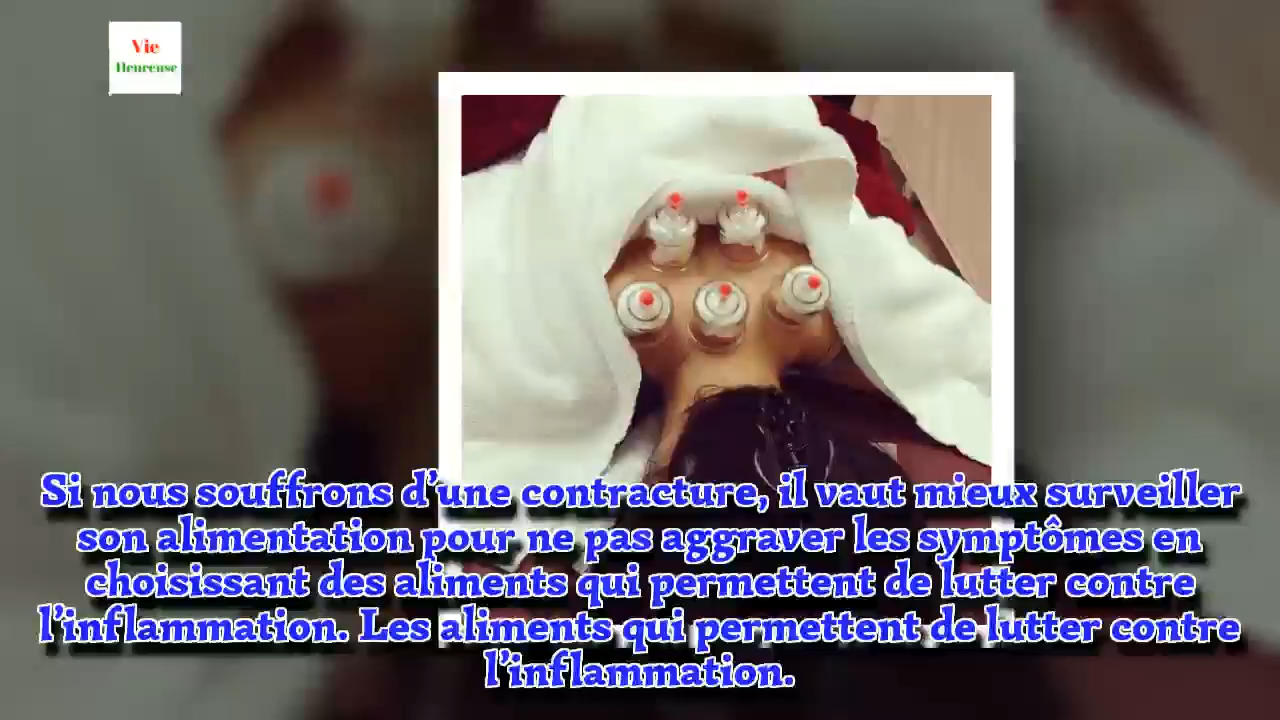 Vie
Heureuse
Si nous souffrons d'une contracture, il vaut mieux surveiller
son alimentation pour ne pas aggraver les symptômes en
choisissant des aliments qui permettent de lutter contre
l'inflammation. Les aliments qui permettent de lutter contre
l'inflammation.